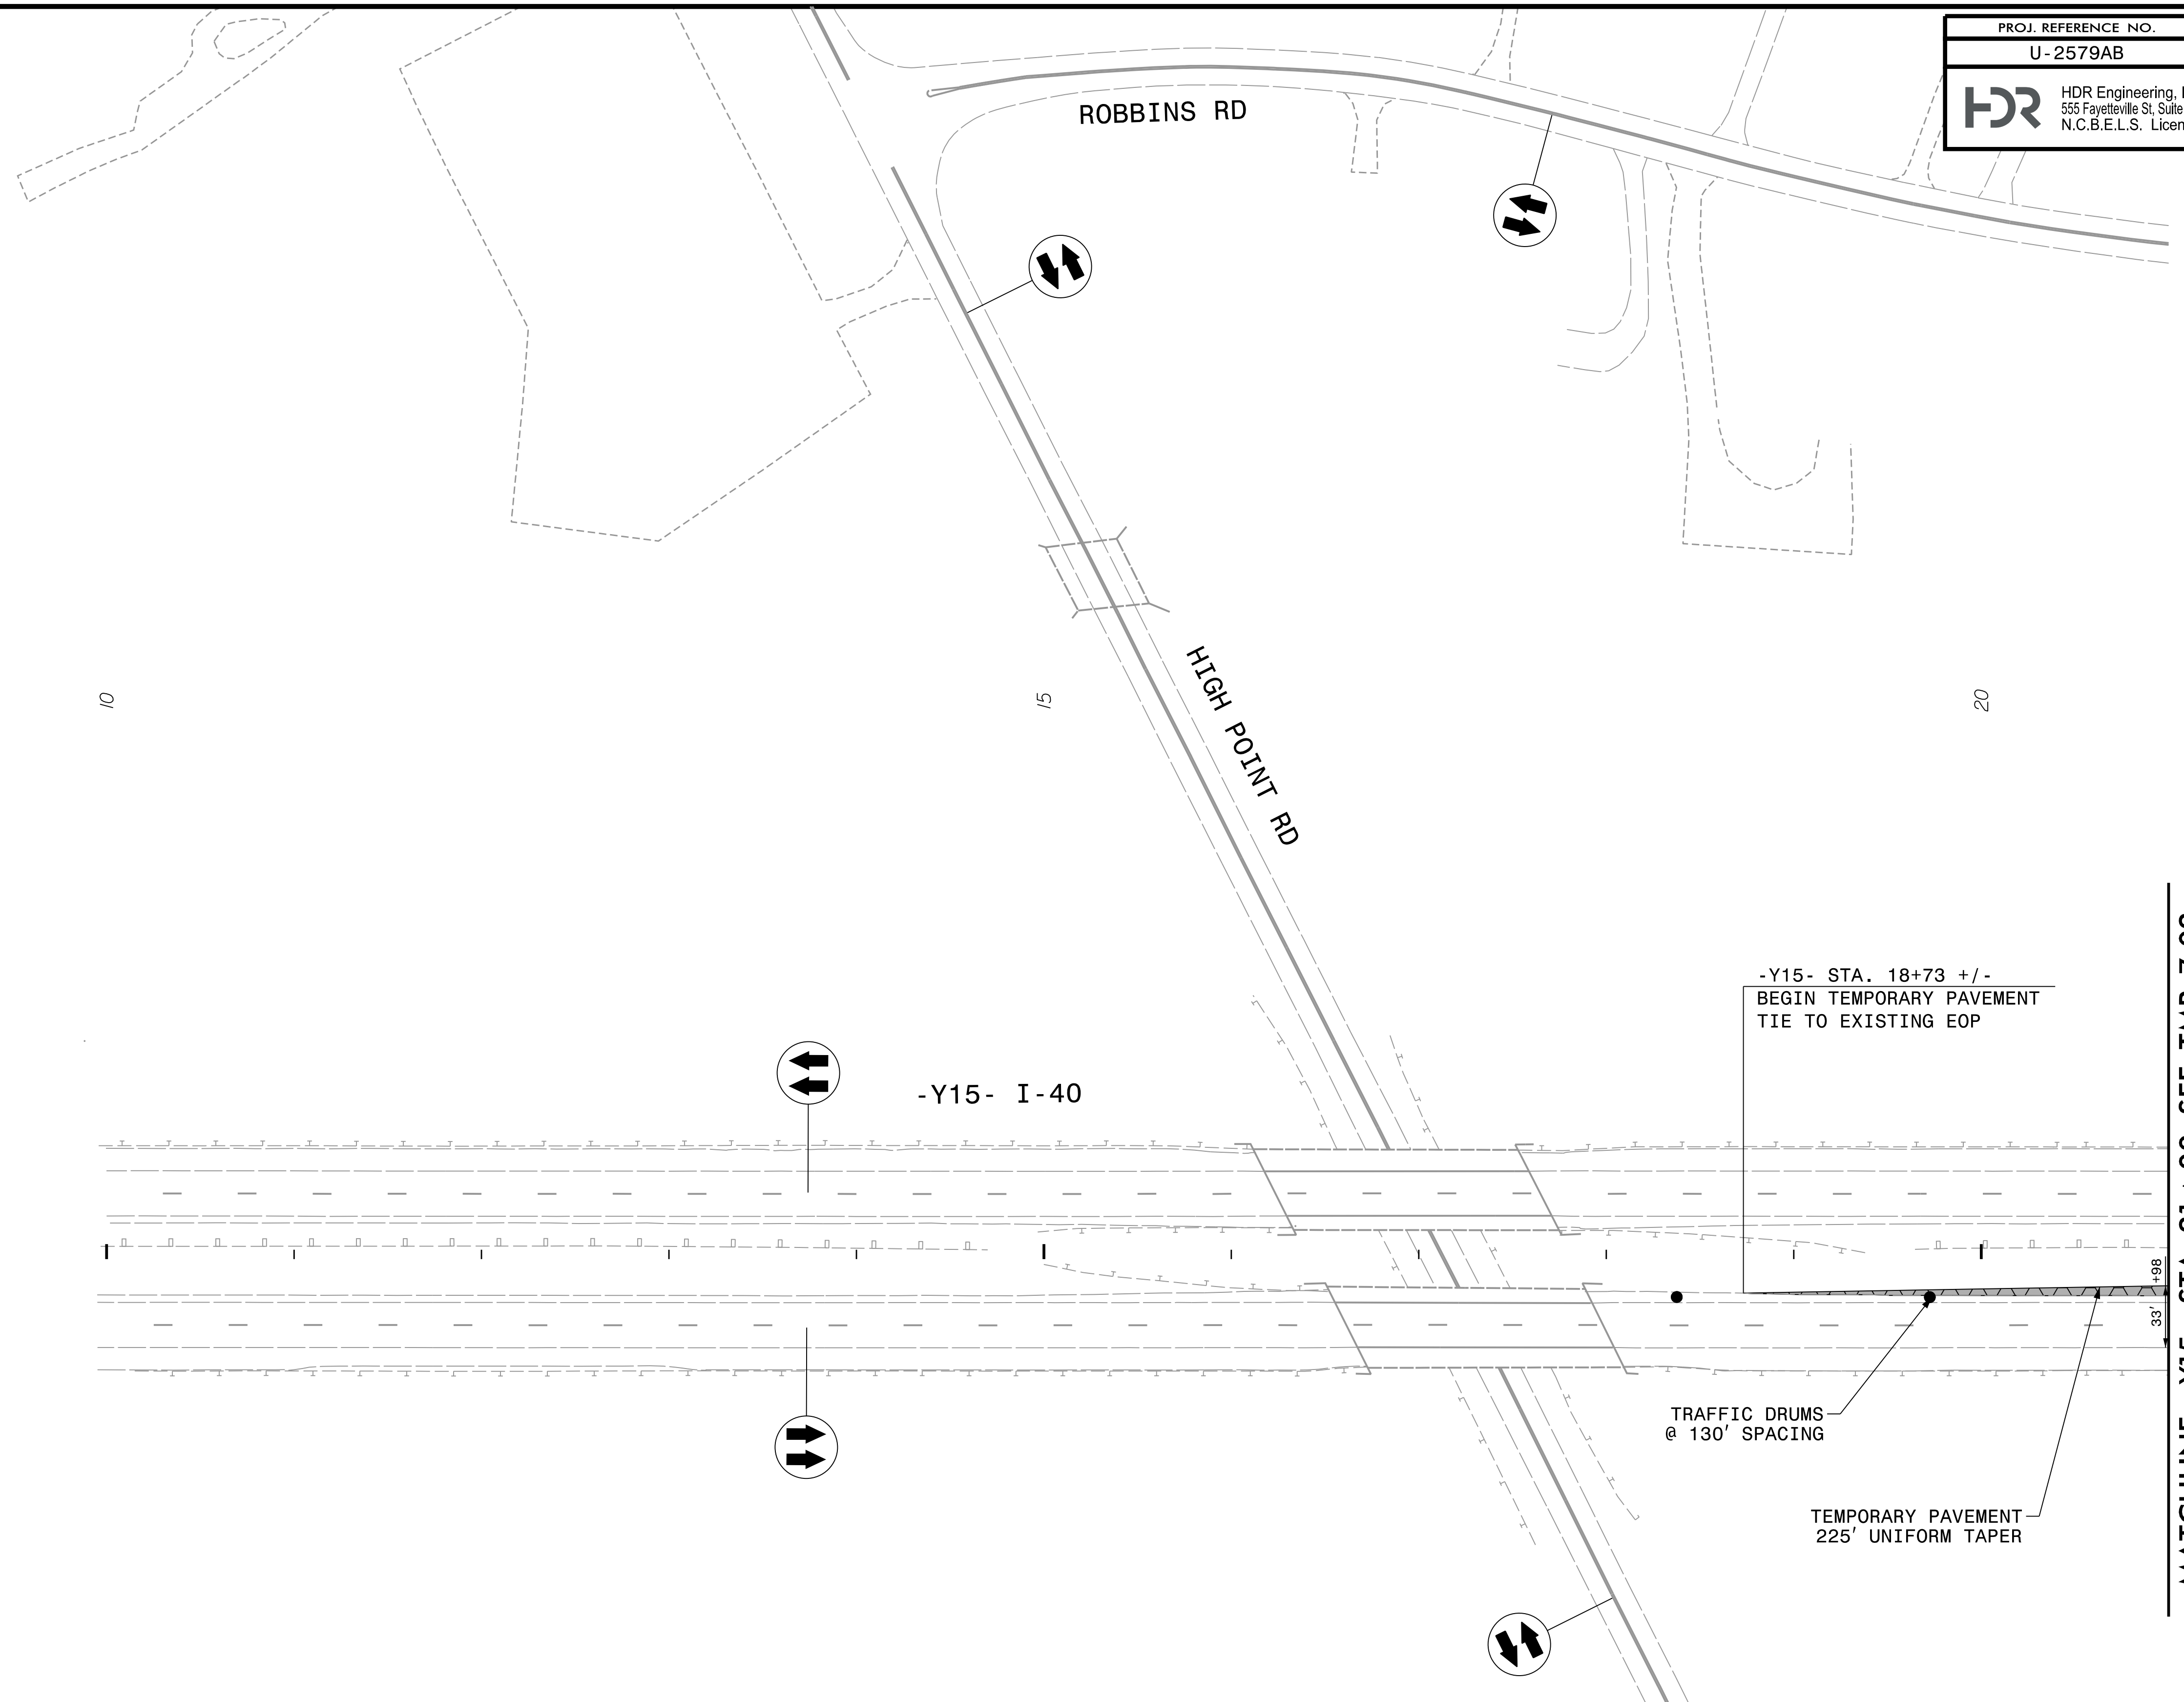 PROJ. REFERENCE NO.
U-2579AB
HDR
HDR Engineering,
555 Fayetteville St, Suite
N.C.B.E.L.S.
ROBBINS RD
HIGH POINT RD
10
15
20
-Y15- STA. 18+73 +/-
BEGIN TEMPORARY PAVEMENT
TIE TO EXISTING EOP
-Y15- I-40
+98
33'
TRAFFIC DRUMS
@ 130' SPACING
TEMPORARY PAVEMENT
225' UNIFORM TAPER